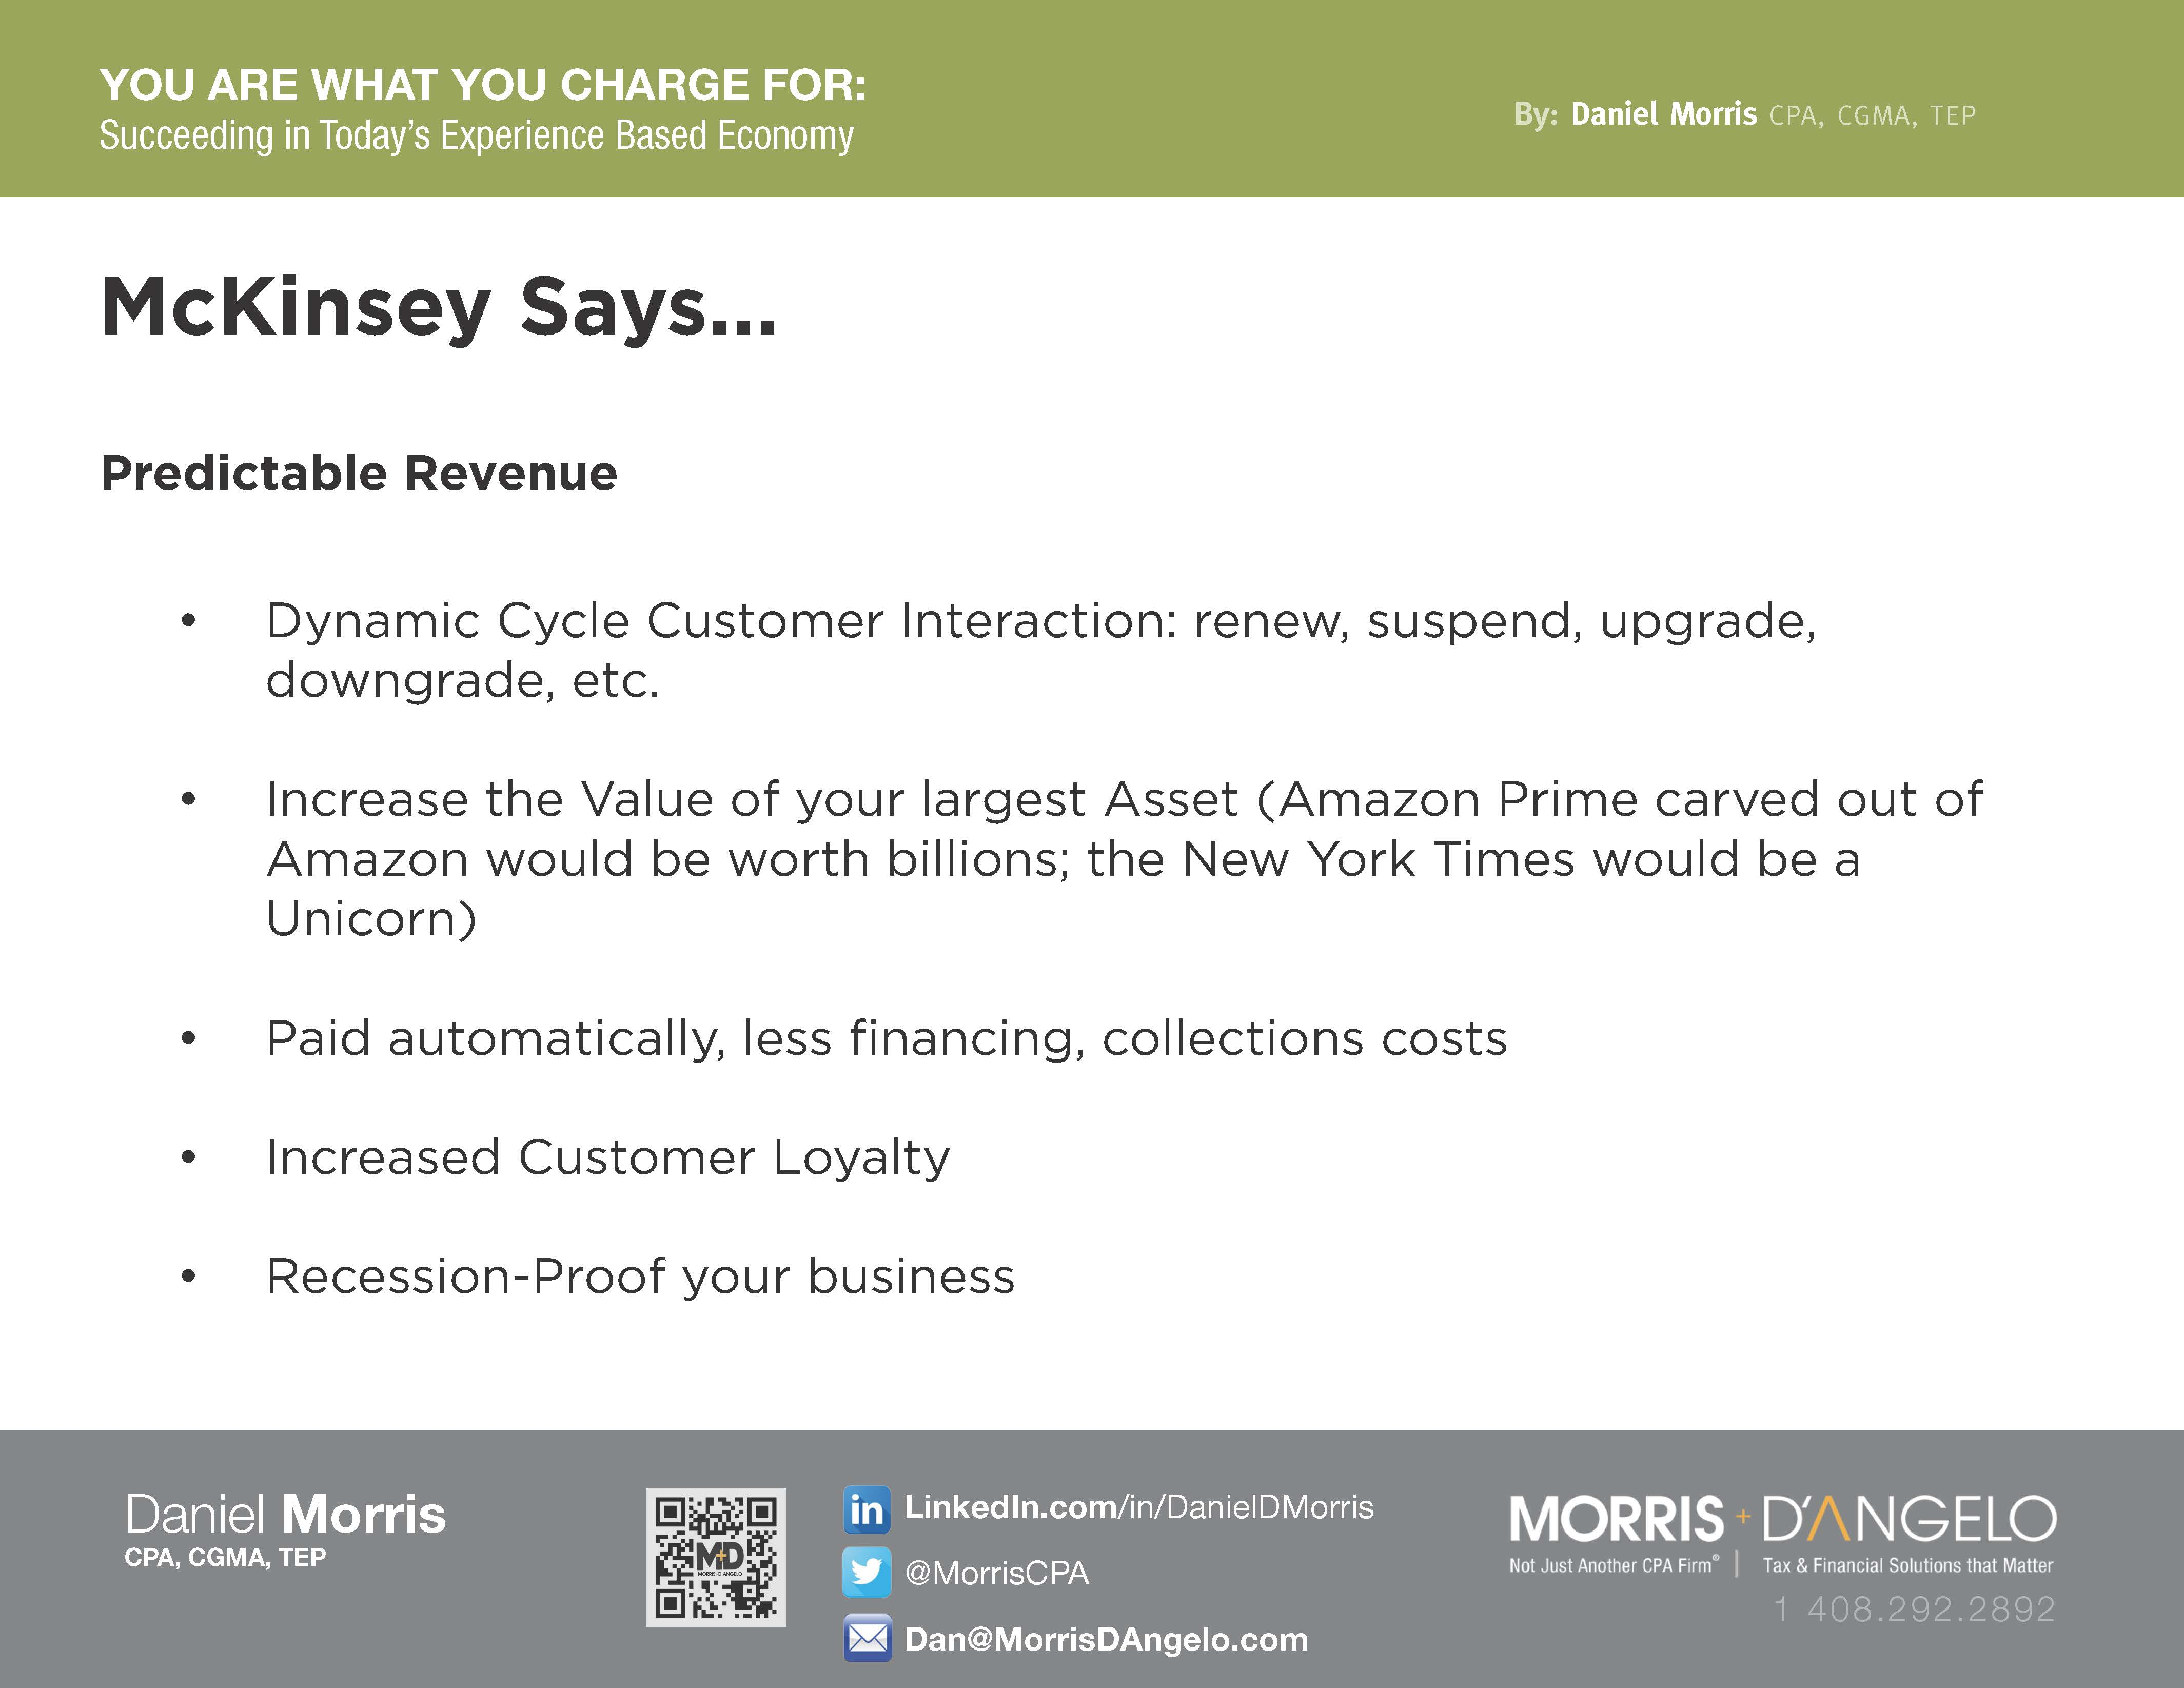 YOU ARE WHAT YOU CHARGE FOR:
Succeeding in Today's Experience Based Economy
By: Daniel Morris CPA, CGMA, TEP
McKinsey Says...
Predictable Revenue
• Dynamic Cycle Customer Interaction: renew, suspend, upgrade,
downgrade, etc.
• Increase the Value of your largest Asset (Amazon Prime carved out of
Amazon would be worth billions; the New York Times would be a
Unicorn)
• Paid automatically, less financing, collections costs
• Increased Customer Loyalty
• Recession-Proof your business
Daniel Morris
CPA, CGMA, TEP
M+D
MORRIS+D'ANGELO
in LinkedIn.com/in/DanielDMorris
@MorrisCPA
Dan@MorrisDAngelo.com
MORRIS + D'ANGELO
Not Just Another CPA Firm® | Tax & Financial Solutions that Matter
1 408.292.2892